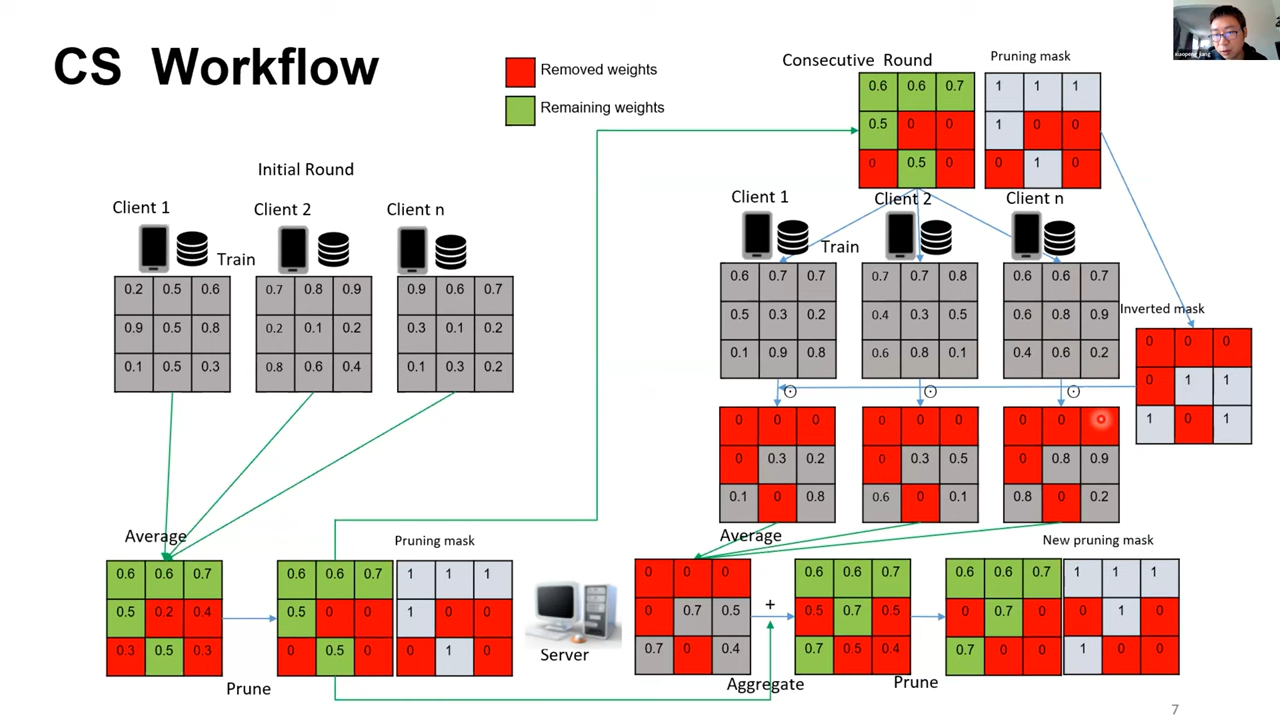 CS Workflow
Removed weights
Remaining weights
Initial Round
Client 1
Client 2
Client n
Train
0.2 0.5 0.6
0.9 0.5 0.8
0.1 0.5 0.3
0.7 0.8 0.9
0.2 0.1 0.2
0.8 0.6 0.4
0.9 0.6 0.7
0.3 0.1 0.2
0.1 0.3 0.2
Average
0.6 0.6 0.7
0.5 0.2 0.4
0.3 0.5 0.3
Prune
0.6 0.6 0.7
0.5 0 0
0 0.5 0
Pruning mask
1 1 1
1 0 0
0 1 0
Server
Consecutive Round
0.6 0.6 0.7
0.5 0 0
0 0.5 0
Pruning mask
1 1 1
1 0 0
0 1 0
Client 1
Client 2
Client n
Train
0.6 0.7 0.7
0.5 0.3 0.2
0.1 0.9 0.8
0.7 0.7 0.8
0.4 0.3 0.5
0.6 0.8 0.1
0.6 0.6 0.7
0.6 0.8 0.9
0.4 0.6 0.2
Inverted mask
0 0 0
0 1 1
1 0 1
⊙ ⊙ ⊙
0 0 0
0 0.3 0.2
0.1 0 0.8
0 0 0
0 0.3 0.5
0.6 0 0.1
0 0 0
0 0.8 0.9
0.8 0 0.2
Average
0 0 0
0 0.7 0.5
0.7 0 0.4
+
Aggregate
0.6 0.6 0.7
0.5 0.7 0.5
0.7 0.5 0.4
Prune
0.6 0.6 0.7
0 0.7 0
0.7 0 0
New pruning mask
1 1 1
0 1 0
1 0 0
7